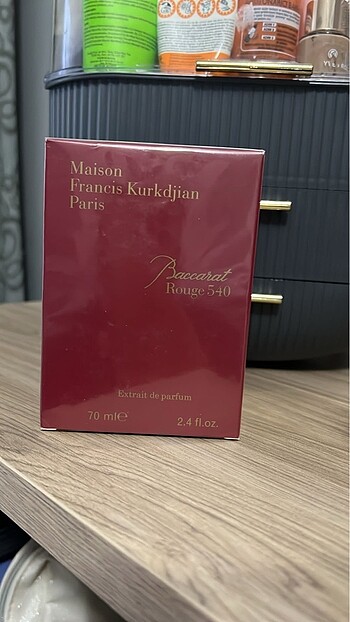 Maison
Francis Kurkdjian
Paris
Baccarat
Rouge 540
Extrait de parfum
70 ml℮ 2.4 fl.oz.